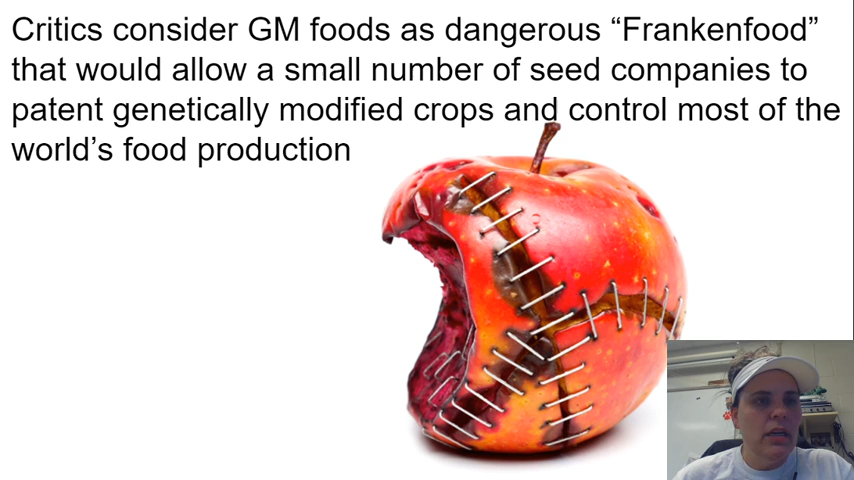 Critics consider GM foods as dangerous “Frankenfood”
that would allow a small number of seed companies to
patent genetically modified crops and control most of the
world’s food production